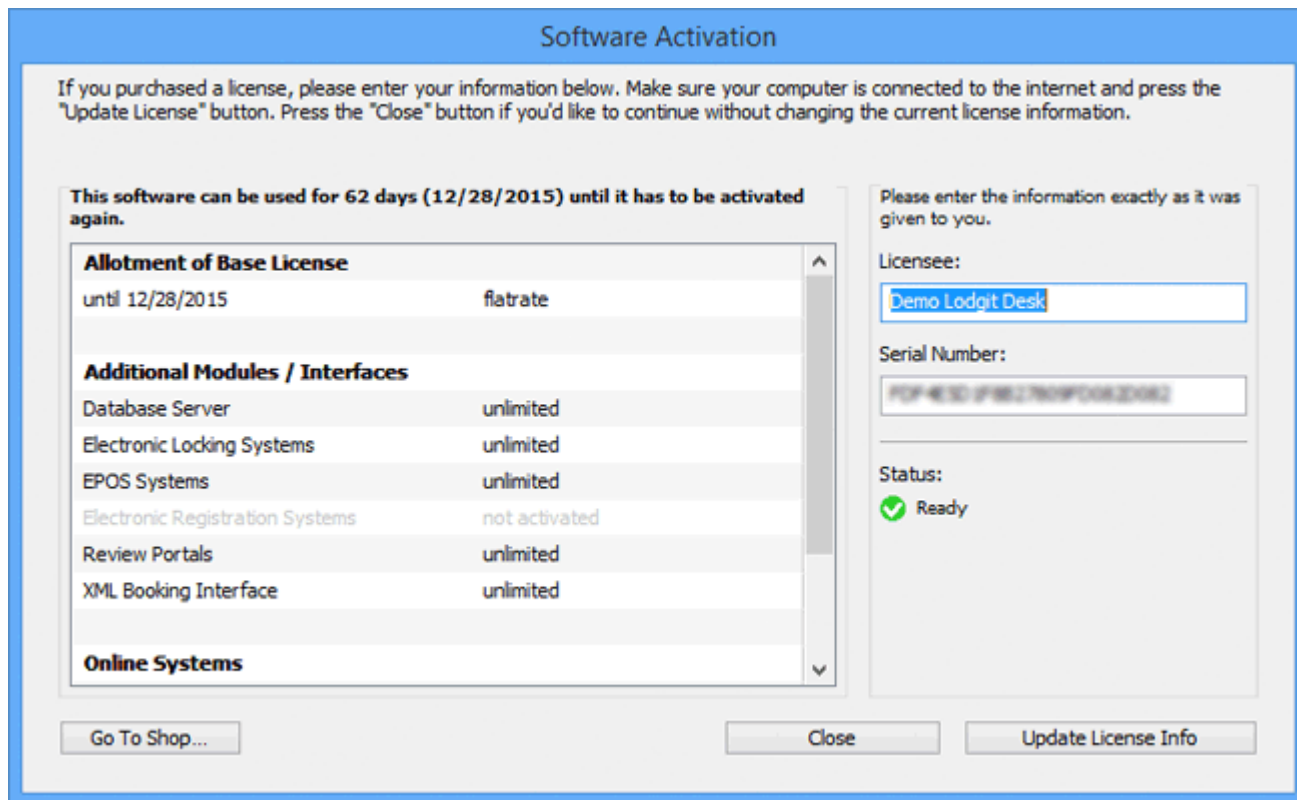 Software Activation
If you purchased a license, please enter your information below. Make sure your computer is connected to the internet and press the
"Update License" button. Press the "Close" button if you'd like to continue without changing the current license information.
This software can be used for 62 days (12/28/2015) until it has to be activated
again.
Allotment of Base License
until 12/28/2015 flatrate
Additional Modules / Interfaces
Database Server unlimited
Electronic Locking Systems unlimited
EPOS Systems unlimited
Electronic Registration Systems not activated
Review Portals unlimited
XML Booking Interface unlimited
Online Systems
Please enter the information exactly as it was
given to you.
Licensee:
Demo Lodgit Desk
Serial Number:
Status:
Ready
Go To Shop...
Close
Update License Info